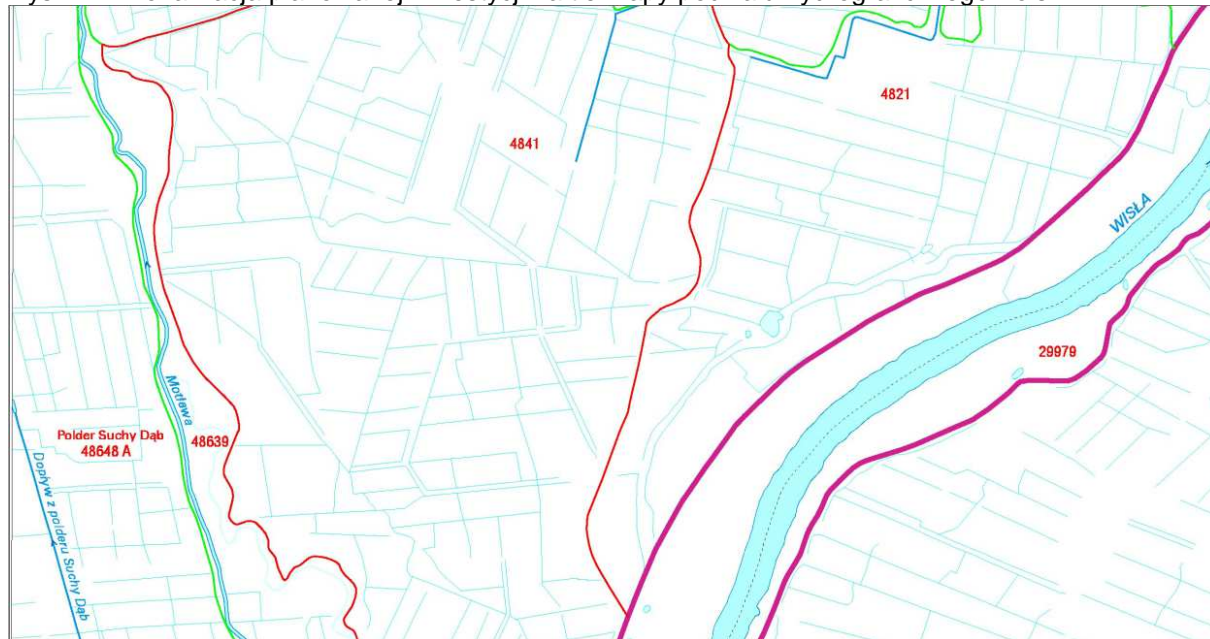 4821
4841
WISŁA
29979
Motława
Polder Suchy Dąb
48648 A
48639
Dopływ z polderu Suchy Dąb